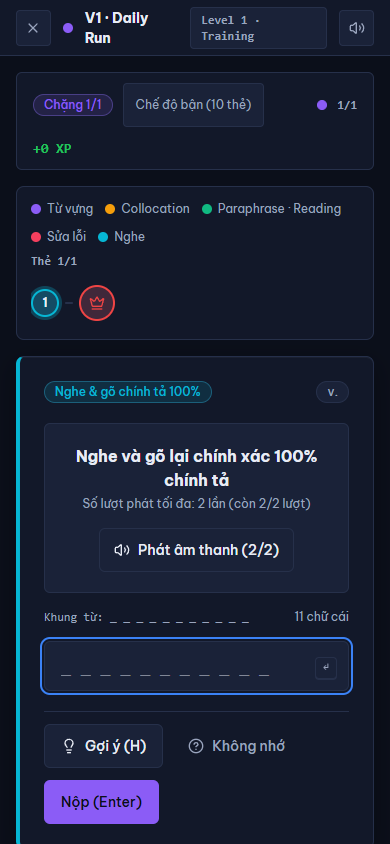 V1 · Daily
Run
Level 1 ·
Training
Chặng 1/1
Chế độ bận (10 thẻ)
1/1
+0 XP
Từ vựng
Collocation
Paraphrase · Reading
Sửa lỗi
Nghe
Thẻ 1/1
1
Nghe & gõ chính tả 100%
v.
Nghe và gõ lại chính xác 100%
chính tả
Số lượt phát tối đa: 2 lần (còn 2/2 lượt)
Phát âm thanh (2/2)
Khung từ: _ _ _ _ _ _ _ _ _ _ _
11 chữ cái
_ _ _ _ _ _ _ _ _ _ _
↵
Gợi ý (H)
Không nhớ
Nộp (Enter)